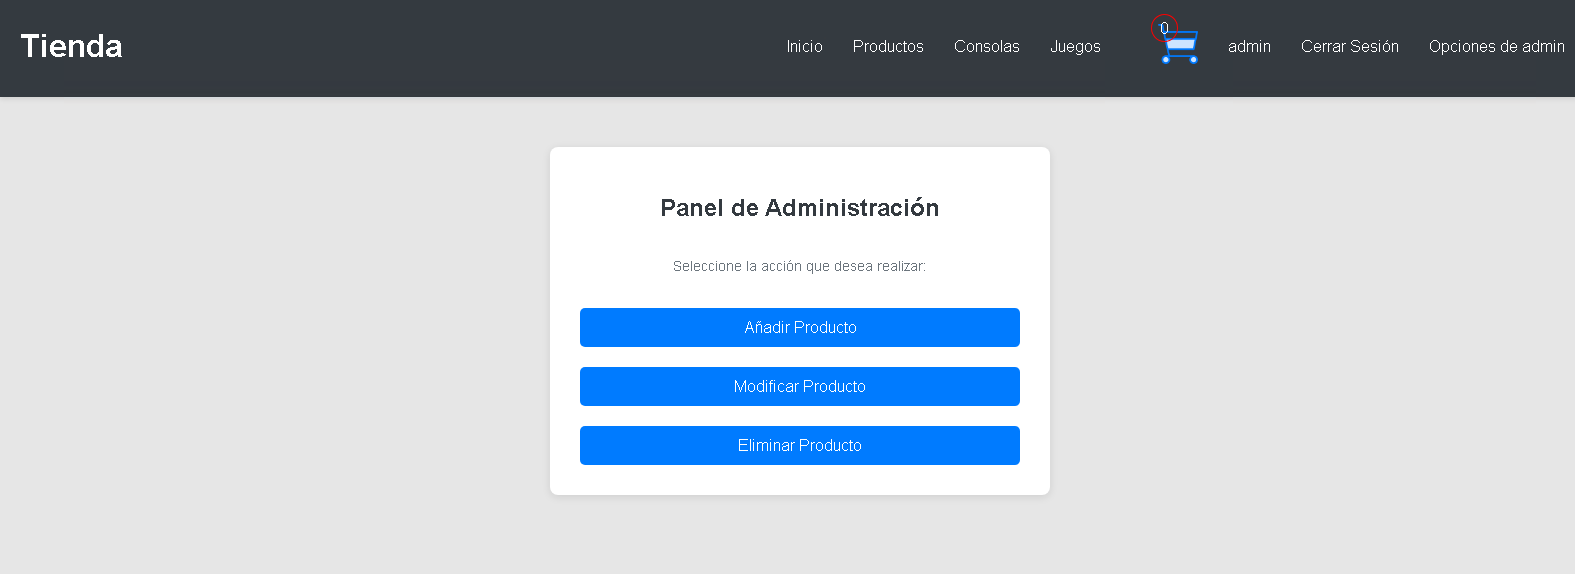 Tienda
Inicio Productos Consolas Juegos 0 admin Cerrar Sesión Opciones de admin
Panel de Administración
Seleccione la acción que desea realizar:
Añadir Producto
Modificar Producto
Eliminar Producto